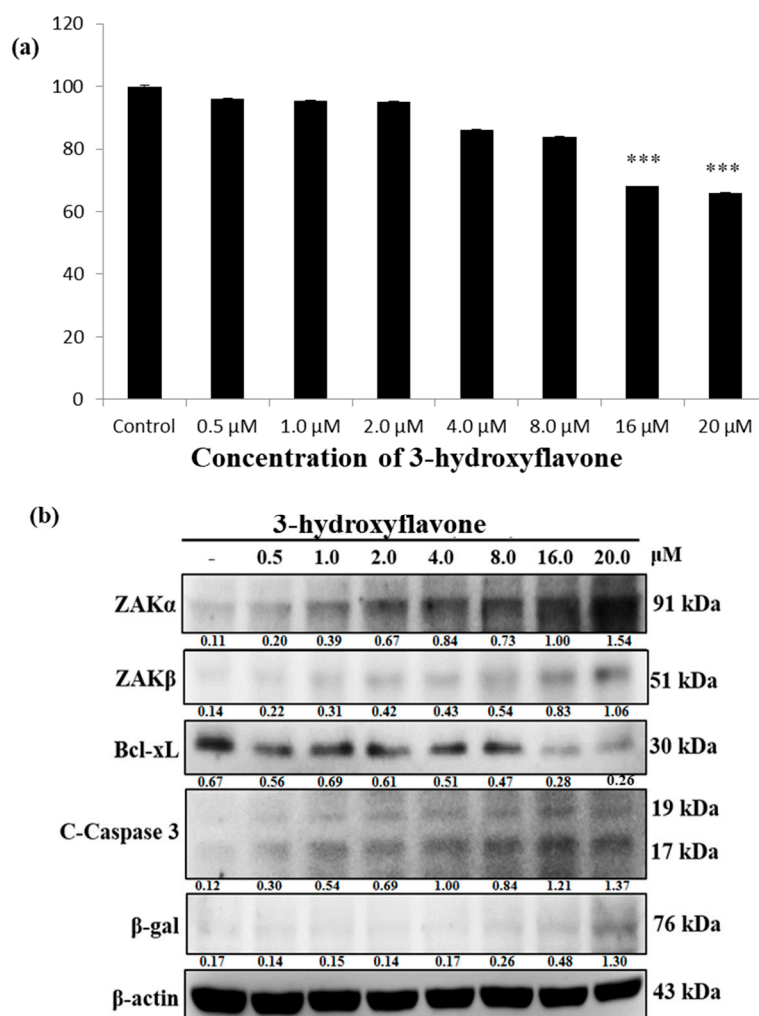 (a)
120
100
80
60
40
20
0
*** ***
Control 0.5 μM 1.0 μM 2.0 μM 4.0 μM 8.0 μM 16 μM 20 μM
Concentration of 3-hydroxyflavone
(b)
3-hydroxyflavone
- 0.5 1.0 2.0 4.0 8.0 16.0 20.0 μM
ZAKα 91 kDa
0.11 0.20 0.39 0.67 0.84 0.73 1.00 1.54
ZAKβ 51 kDa
0.14 0.22 0.31 0.42 0.43 0.54 0.83 1.06
Bcl-xL 30 kDa
0.67 0.56 0.69 0.61 0.51 0.47 0.28 0.26
19 kDa
C-Caspase 3
17 kDa
0.12 0.30 0.54 0.69 1.00 0.84 1.21 1.37
β-gal 76 kDa
0.17 0.14 0.15 0.14 0.17 0.26 0.48 1.30
β-actin 43 kDa